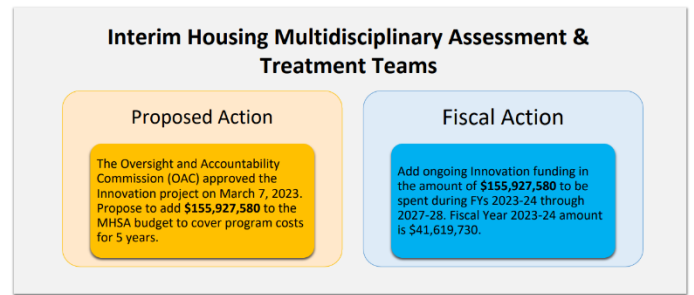 Interim Housing Multidisciplinary Assessment &
Treatment Teams
Proposed Action
The Oversight and Accountability
Commission (OAC) approved the
Innovation project on March 7, 2023.
Propose to add $155,927,580 to the
MHSA budget to cover program costs
for 5 years.
Fiscal Action
Add ongoing Innovation funding in
the amount of $155,927,580 to be
spent during FYs 2023-24 through
2027-28. Fiscal Year 2023-24 amount
is $41,619,730.